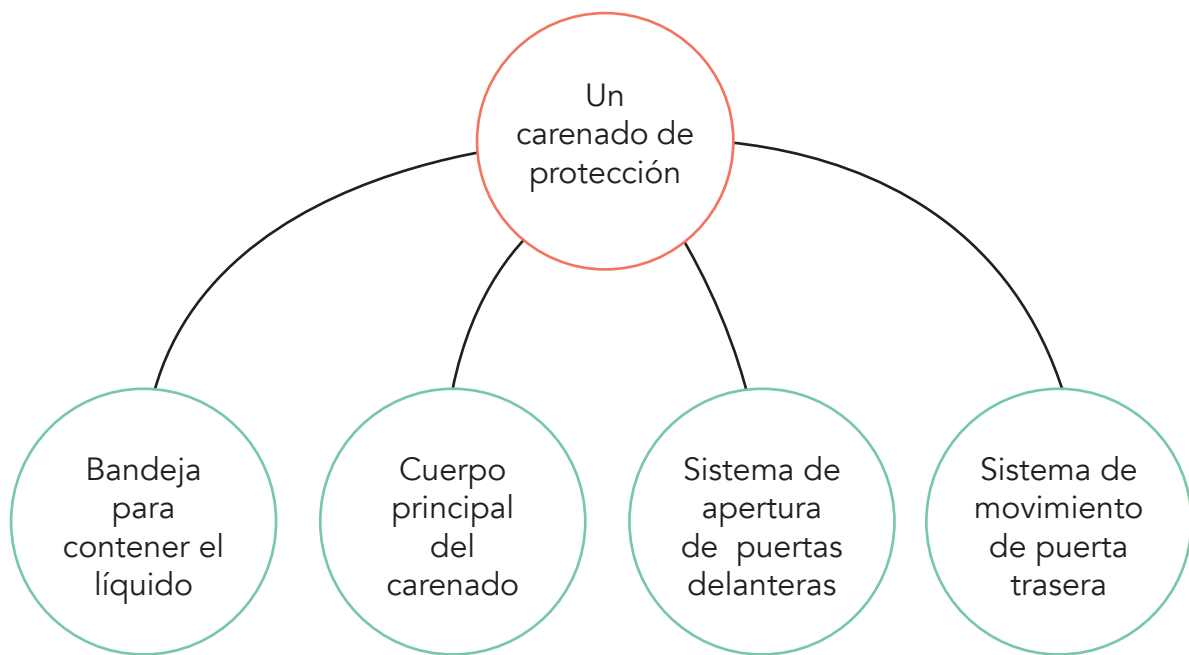 Un
carenado de
protección
Bandeja
para
contener el
líquido
Cuerpo
principal
del
carenado
Sistema de
apertura
de puertas
delanteras
Sistema de
movimiento
de puerta
trasera